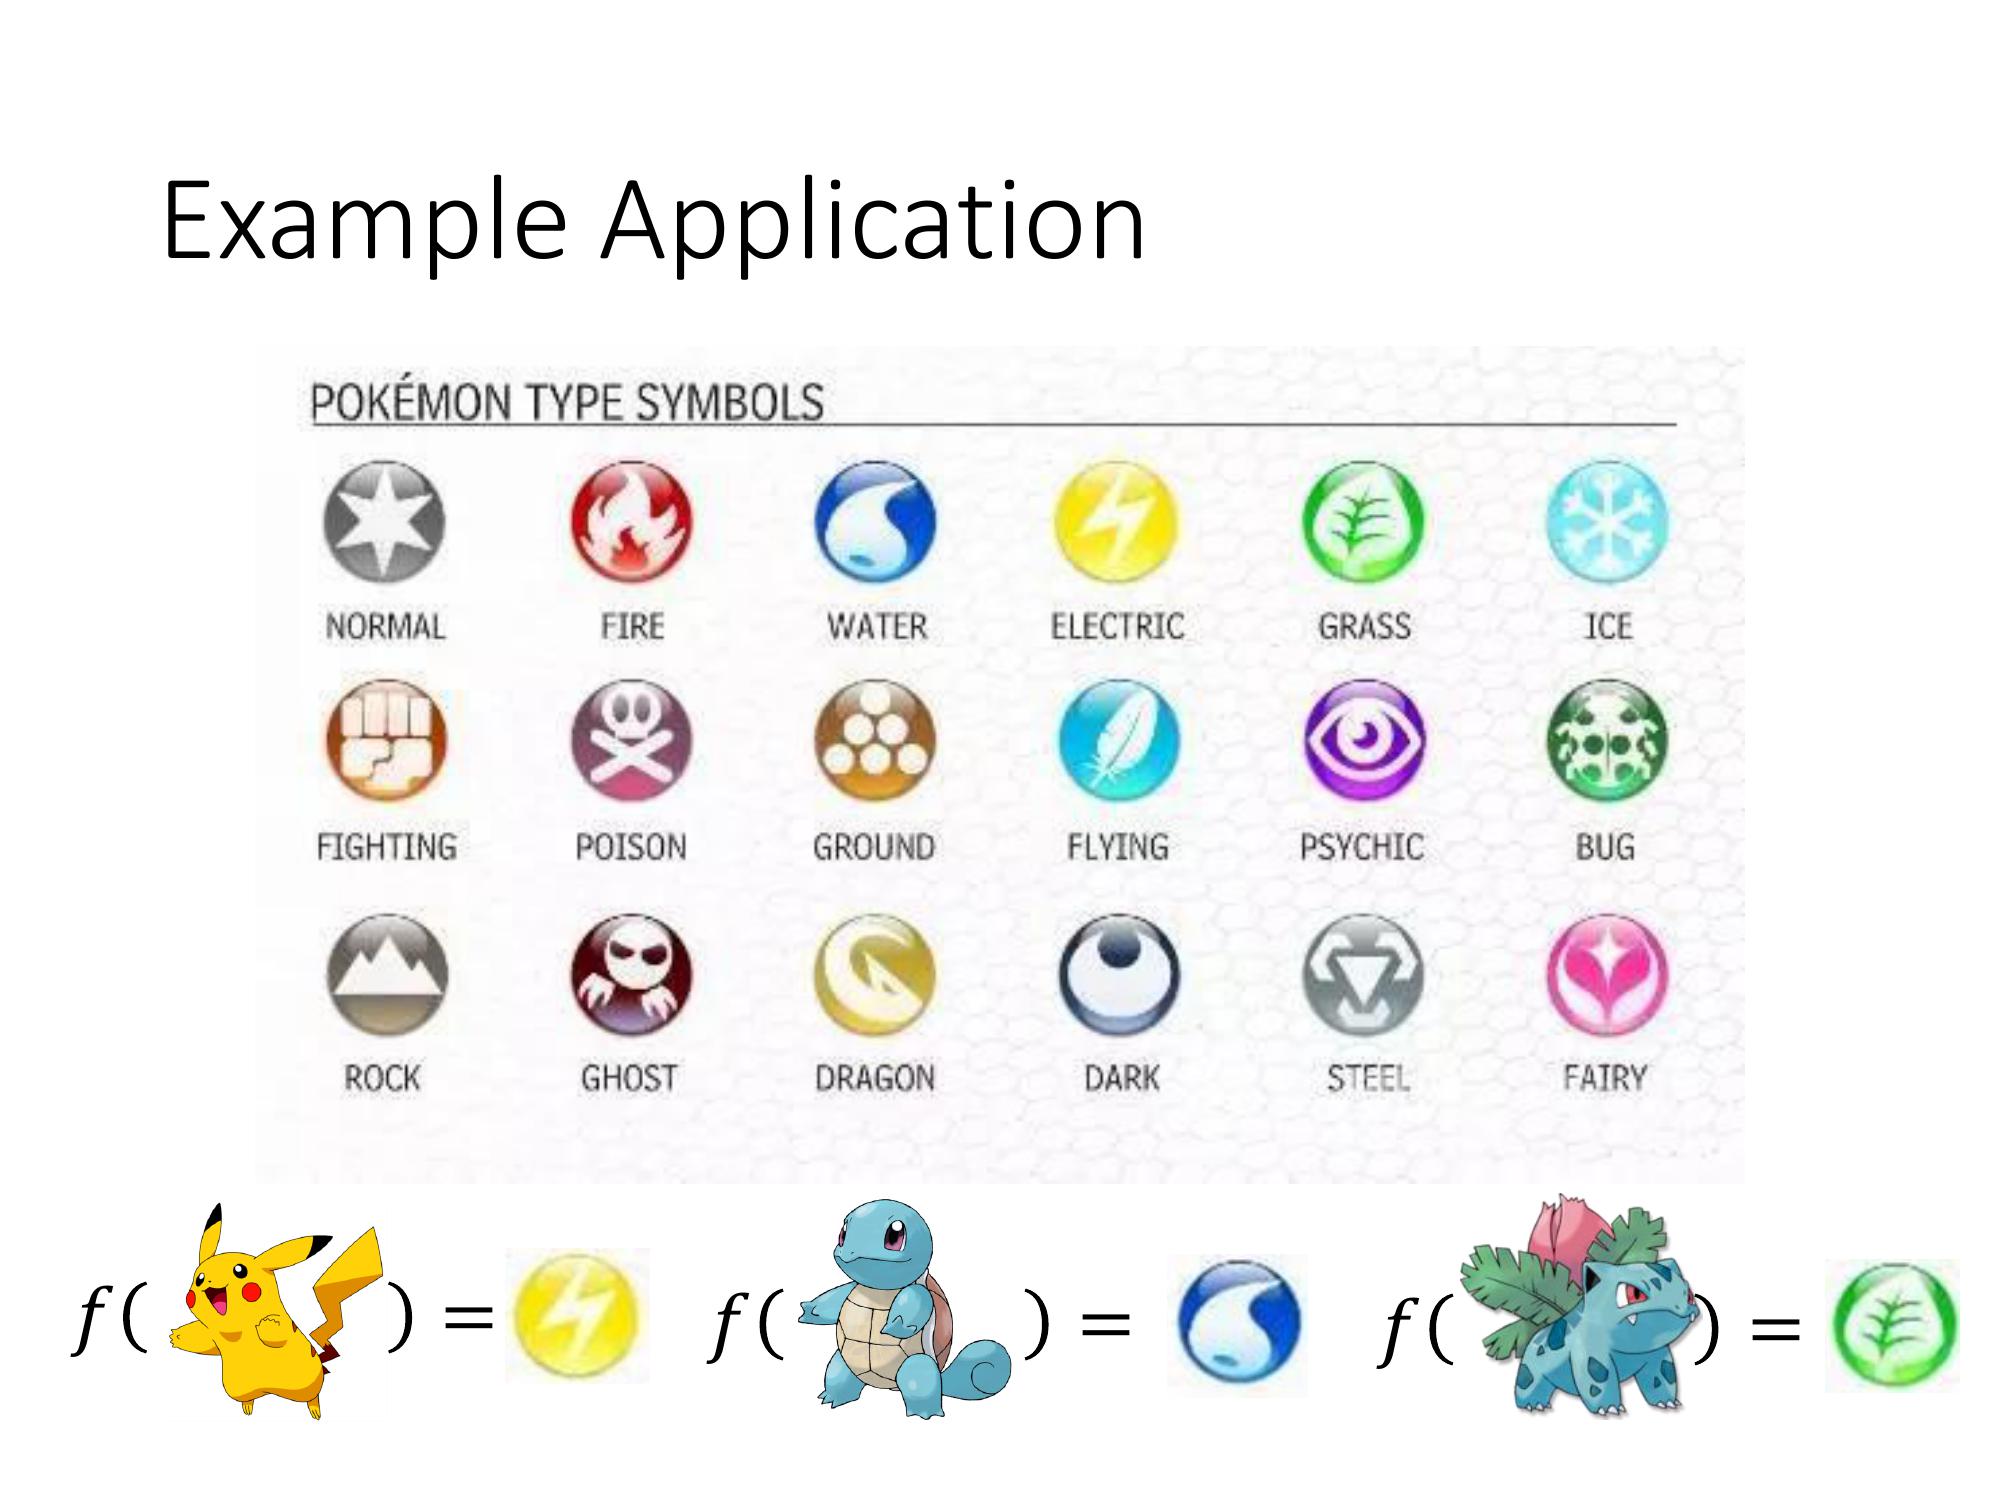 Example Application
POKÉMON TYPE SYMBOLS
NORMAL FIRE WATER ELECTRIC GRASS ICE
FIGHTING POISON GROUND FLYING PSYCHIC BUG
ROCK GHOST DRAGON DARK STEEL FAIRY
f( ) = f( ) = f( ) =